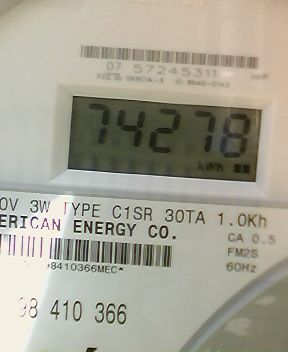 07 57245311
74278
kWh
0V 3W TYPE C1SR 30TA 1.0Kh
ERICAN ENERGY CO.
CA 0.5
FM2S
98410366MEC*
60Hz
98 410 366